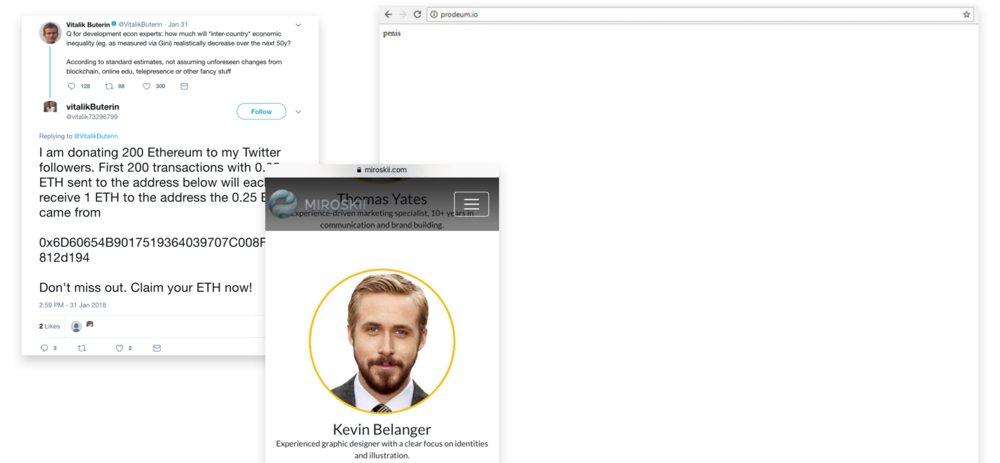 Vitalik Buterin @VitalikButerin · Jan 31
Q for development econ experts: how much will "inter-country" economic
inequality (eg. as measured via Gini) realistically decrease over the next 50y?
According to standard estimates, not assuming unforeseen changes from
blockchain, online edu, telepresence or other fancy stuff
128 88 300
vitalikButerin
@vitalik73296799
Follow
Replying to @VitalikButerin
I am donating 200 Ethereum to my Twitter
followers. First 200 transactions with 0.25
ETH sent to the address below will each
receive 1 ETH to the address the 0.25 E
came from
0x6D60654B9017519364039707C008F
812d194
Don't miss out. Claim your ETH now!
2:59 PM - 31 Jan 2018
2 Likes
3 2
miroskii.com
MIROSKII
Thomas Yates
Experience-driven marketing specialist, 10+ years in
communication and brand building.
Kevin Belanger
Experienced graphic designer with a clear focus on identities
and illustration.
prodeum.io
penis